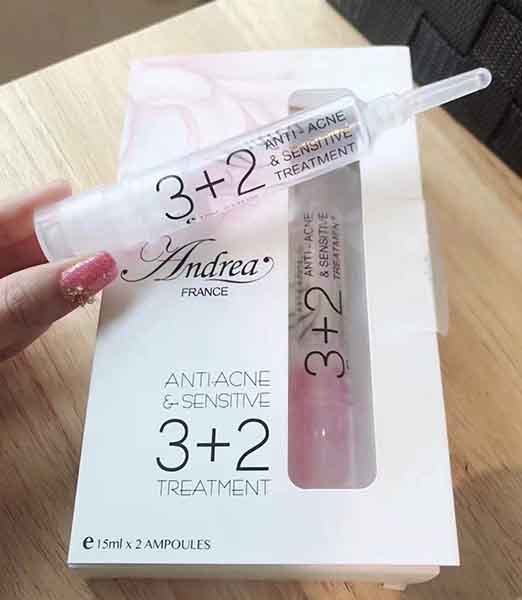 3+2
ANTI-ACNE
& SENSITIVE
TREATMENT
Andrea
FRANCE
ANTI-ACNE
& SENSITIVE
3+2
TREATMENT
3+2
ANTI-ACNE
& SENSITIVE
TREATMENT
e 15ml x 2 AMPOULES